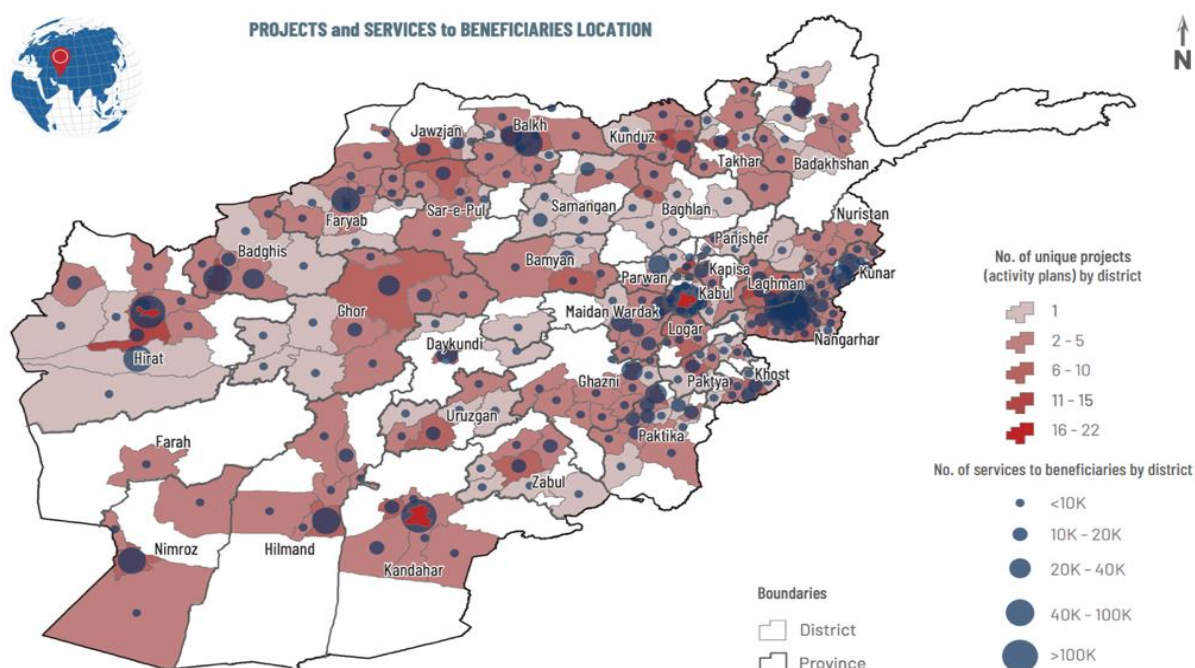 PROJECTS and SERVICES to BENEFICIARIES LOCATION
N
Jawzjan
Balkh
Kunduz
Takhar
Badakhshan
Faryab
Sar-e-Pul
Samangan
Baghlan
Nuristan
Badghis
Panjsher
Bamyan
Parwan
Kapisa
Kunar
Laghman
Kabul
Ghor
Maidan Wardak
Logar
Nangarhar
Hirat
Daykundi
Khost
Ghazni
Paktya
Uruzgan
Paktika
Farah
Zabul
Nimroz
Hilmand
Kandahar
No. of unique projects
(activity plans) by district
1
2 - 5
6 - 10
11 - 15
16 - 22
No. of services to beneficiaries by district
<10K
10K - 20K
20K - 40K
40K - 100K
>100K
Boundaries
District
Province